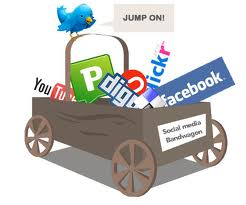 JUMP ON!
flickr
YouTube
P
digg
facebook
Social media
Bandwagon